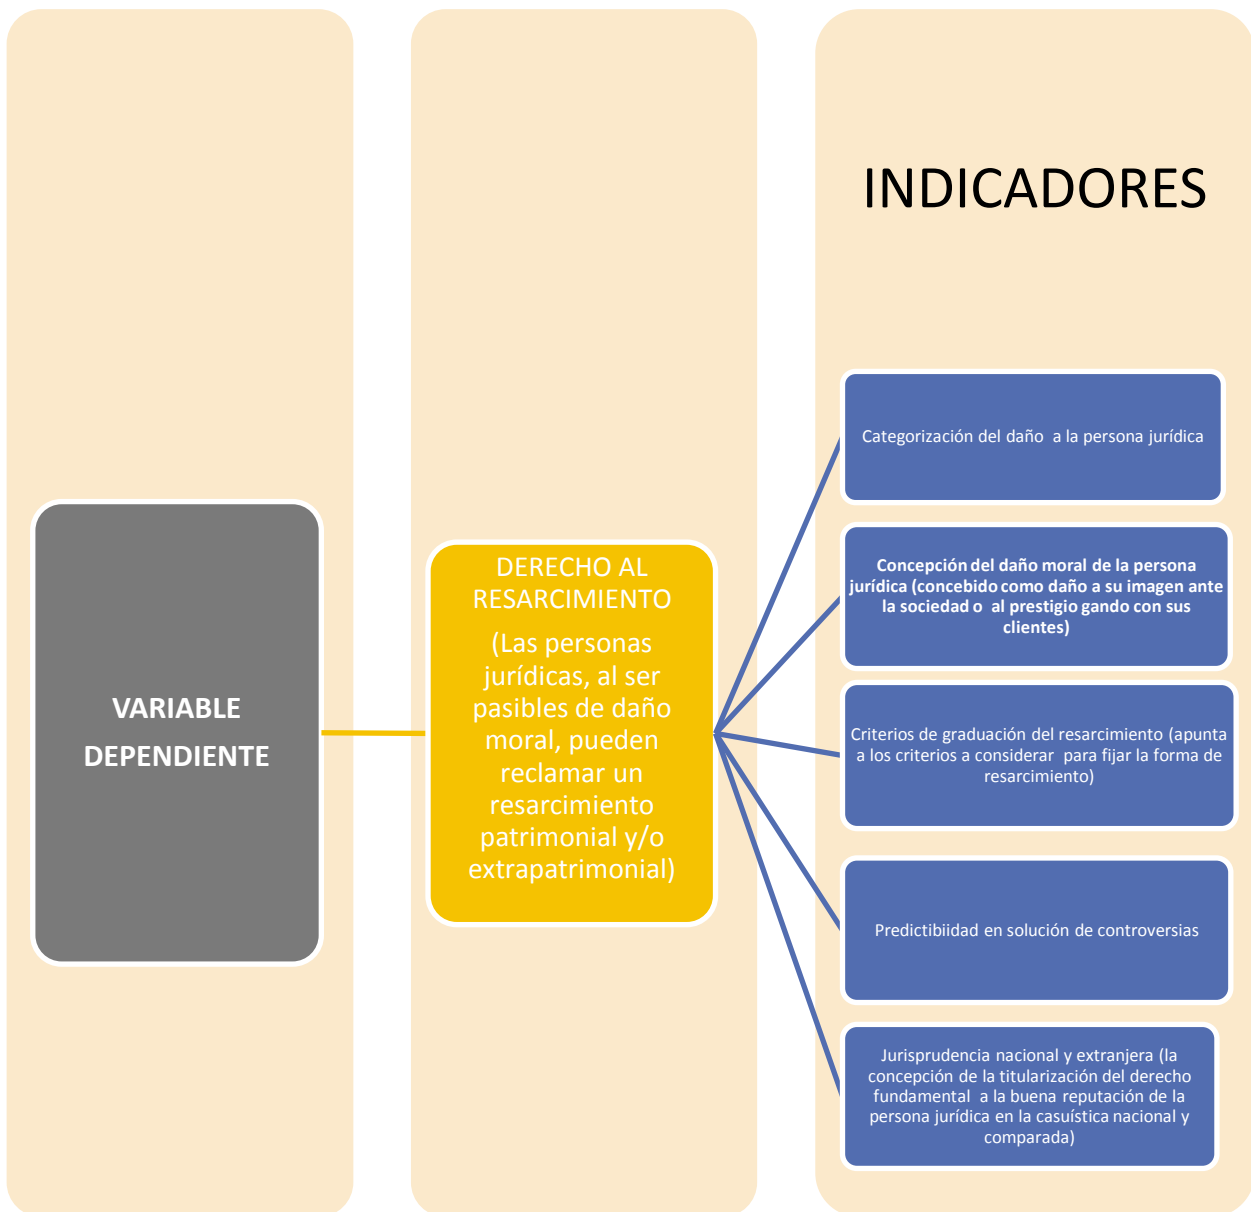 INDICADORES
VARIABLE
DEPENDIENTE
DERECHO AL
RESARCIMIENTO
(Las personas
jurídicas, al ser
pasibles de daño
moral, pueden
reclamar un
resarcimiento
patrimonial y/o
extrapatrimonial)
Categorización del daño  a la persona jurídica
Concepción del daño moral de la persona
jurídica (concebido como daño a su imagen ante
la sociedad o  al prestigio gando con sus
clientes)
Criterios de graduación del resarcimiento (apunta
a los criterios a considerar  para fijar la forma de
resarcimiento)
Predictibiidad en solución de controversias
Jurisprudencia nacional y extranjera (la
concepción de la titularización del derecho
fundamental  a la buena reputación de la
persona jurídica en la casuística nacional y
comparada)